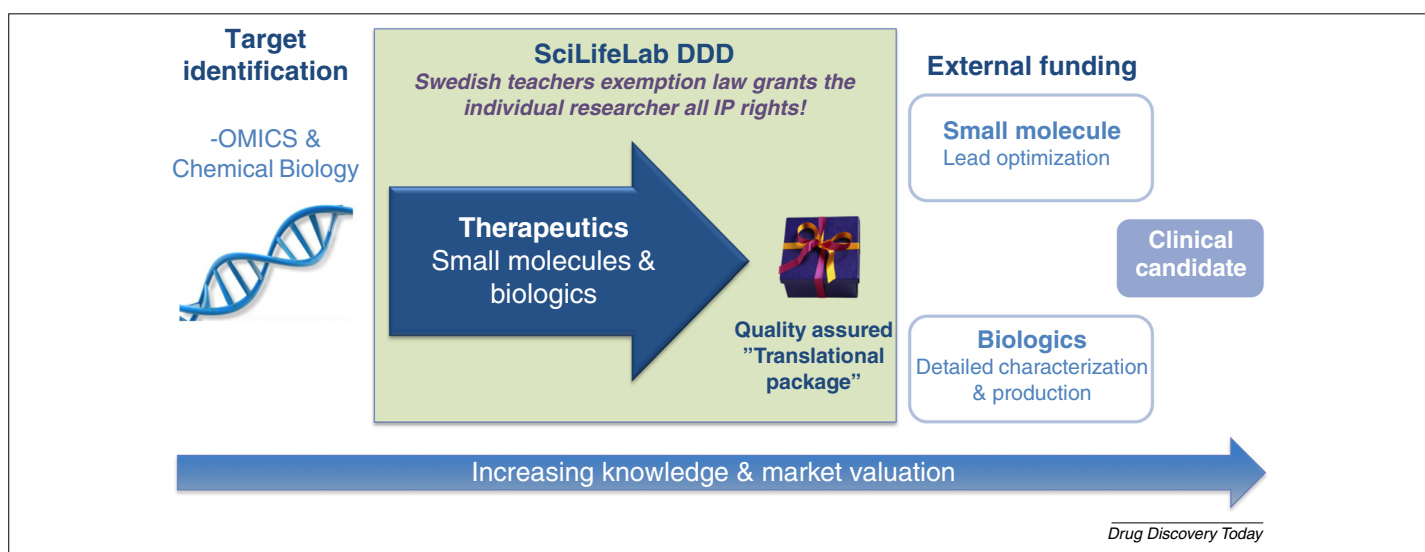 Target
identification
-OMICS &
Chemical Biology
SciLifeLab DDD
Swedish teachers exemption law grants the
individual researcher all IP rights!
Therapeutics
Small molecules &
biologics
Quality assured
”Translational
package”
External funding
Small molecule
Lead optimization
Clinical
candidate
Biologics
Detailed characterization
& production
Increasing knowledge & market valuation
Drug Discovery Today